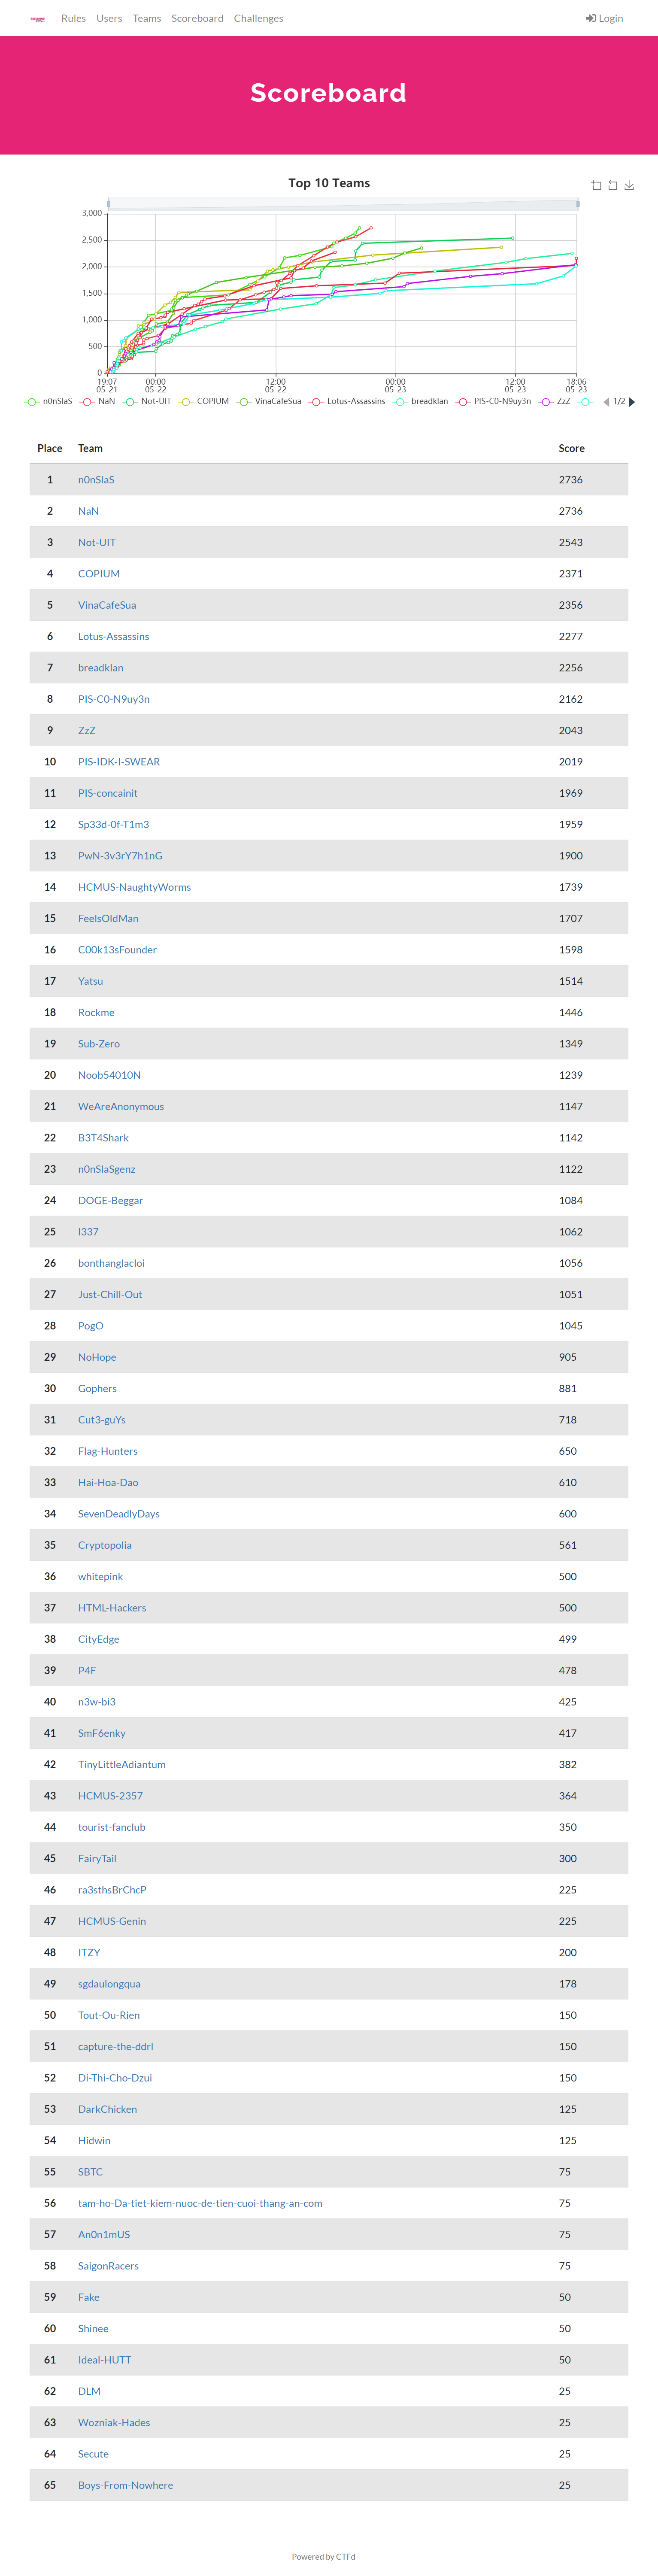 Rules Users Teams Scoreboard Challenges Login
Scoreboard
Top 10 Teams
3,000
2,500
2,000
1,500
1,000
500
0
19:07 00:00 12:00 00:00 12:00 18:06
05-21 05-22 05-22 05-23 05-23 05-23
n0nSlaS NaN Not-UIT COPIUM VinaCafeSua Lotus-Assassins breadklan PIS-C0-N9uy3n ZzZ 1/2
Place Team Score
1 n0nSlaS 2736
2 NaN 2736
3 Not-UIT 2543
4 COPIUM 2371
5 VinaCafeSua 2356
6 Lotus-Assassins 2277
7 breadklan 2256
8 PIS-C0-N9uy3n 2162
9 ZzZ 2043
10 PIS-IDK-I-SWEAR 2019
11 PIS-concainit 1969
12 Sp33d-0f-T1m3 1959
13 PwN-3v3rY7h1nG 1900
14 HCMUS-NaughtyWorms 1739
15 FeelsOldMan 1707
16 C00k13sFounder 1598
17 Yatsu 1514
18 Rockme 1446
19 Sub-Zero 1349
20 Noob54010N 1239
21 WeAreAnonymous 1147
22 B3T4Shark 1142
23 n0nSlaSgenz 1122
24 DOGE-Beggar 1084
25 l337 1062
26 bonthanglacloi 1056
27 Just-Chill-Out 1051
28 PogO 1045
29 NoHope 905
30 Gophers 881
31 Cut3-guYs 718
32 Flag-Hunters 650
33 Hai-Hoa-Dao 610
34 SevenDeadlyDays 600
35 Cryptopolia 561
36 whitepink 500
37 HTML-Hackers 500
38 CityEdge 499
39 P4F 478
40 n3w-bi3 425
41 SmF6enky 417
42 TinyLittleAdiantum 382
43 HCMUS-2357 364
44 tourist-fanclub 350
45 FairyTail 300
46 ra3sthsBrChcP 225
47 HCMUS-Genin 225
48 ITZY 200
49 sgdaulongqua 178
50 Tout-Ou-Rien 150
51 capture-the-ddrl 150
52 Di-Thi-Cho-Dzui 150
53 DarkChicken 125
54 Hidwin 125
55 SBTC 75
56 tam-ho-Da-tiet-kiem-nuoc-de-tien-cuoi-thang-an-com 75
57 An0n1mUS 75
58 SaigonRacers 75
59 Fake 50
60 Shinee 50
61 Ideal-HUTT 50
62 DLM 25
63 Wozniak-Hades 25
64 Secute 25
65 Boys-From-Nowhere 25
Powered by CTFd